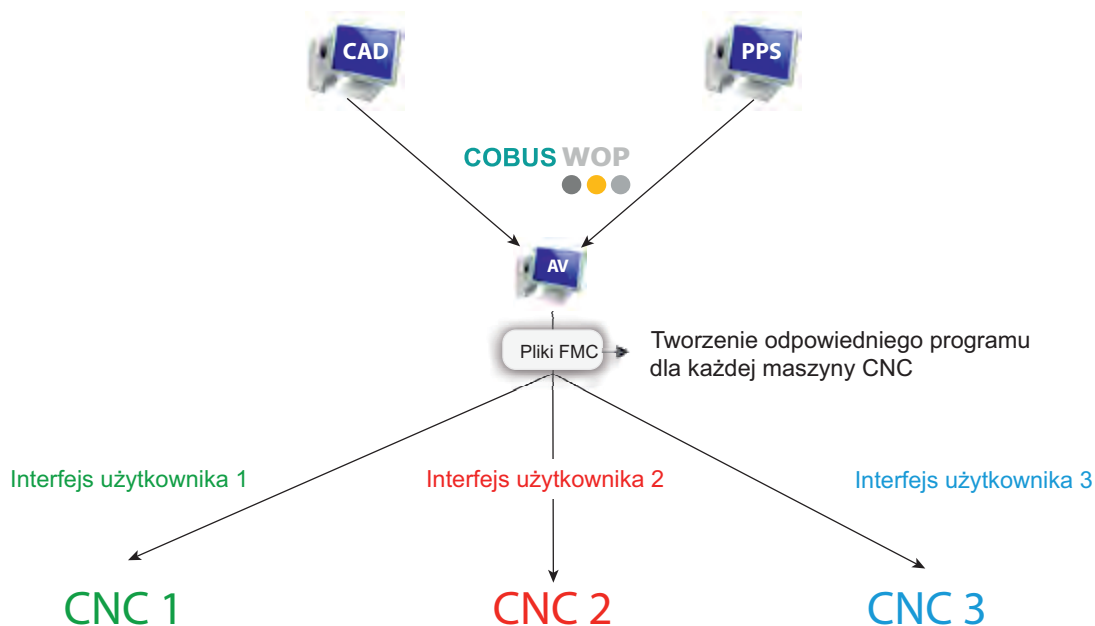 CAD
PPS
COBUS WOP
AV
Pliki FMC
Tworzenie odpowiedniego programu
dla każdej maszyny CNC
Interfejs użytkownika 1
Interfejs użytkownika 2
Interfejs użytkownika 3
CNC 1
CNC 2
CNC 3